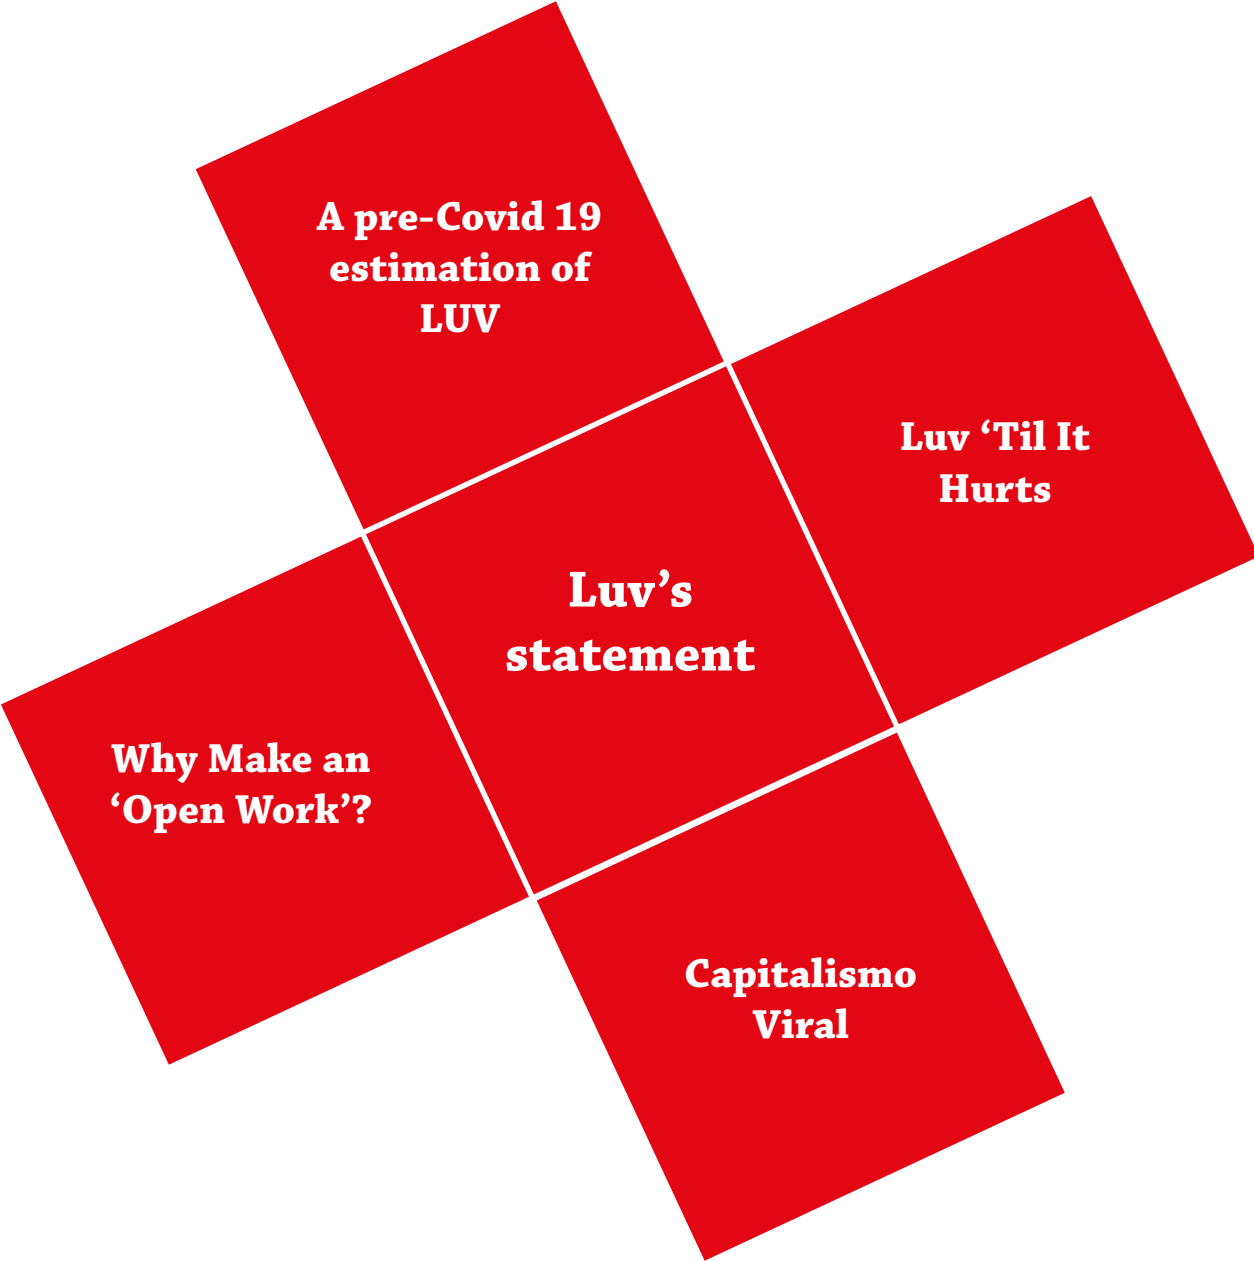 A pre-Covid 19
estimation of
LUV
Luv ‘Til It
Hurts
Luv’s
statement
Why Make an
‘Open Work’?
Capitalismo
Viral